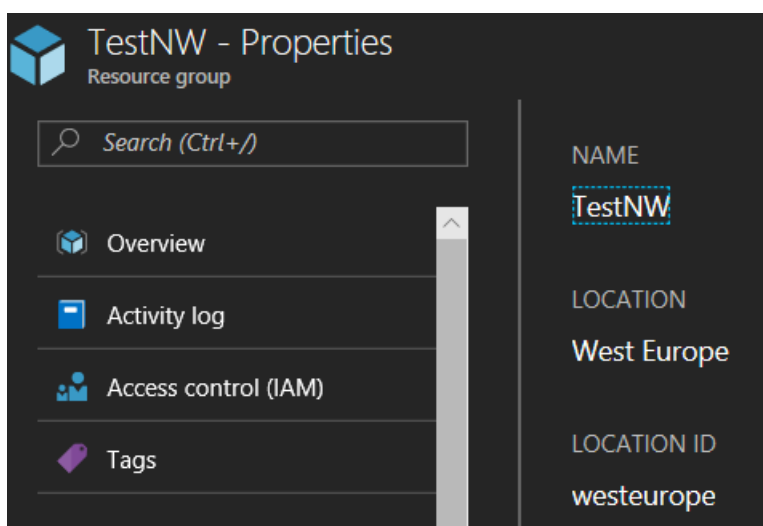 TestNW - Properties
Resource group
Search (Ctrl+/)
Overview
Activity log
Access control (IAM)
Tags
NAME
TestNW
LOCATION
West Europe
LOCATION ID
westeurope